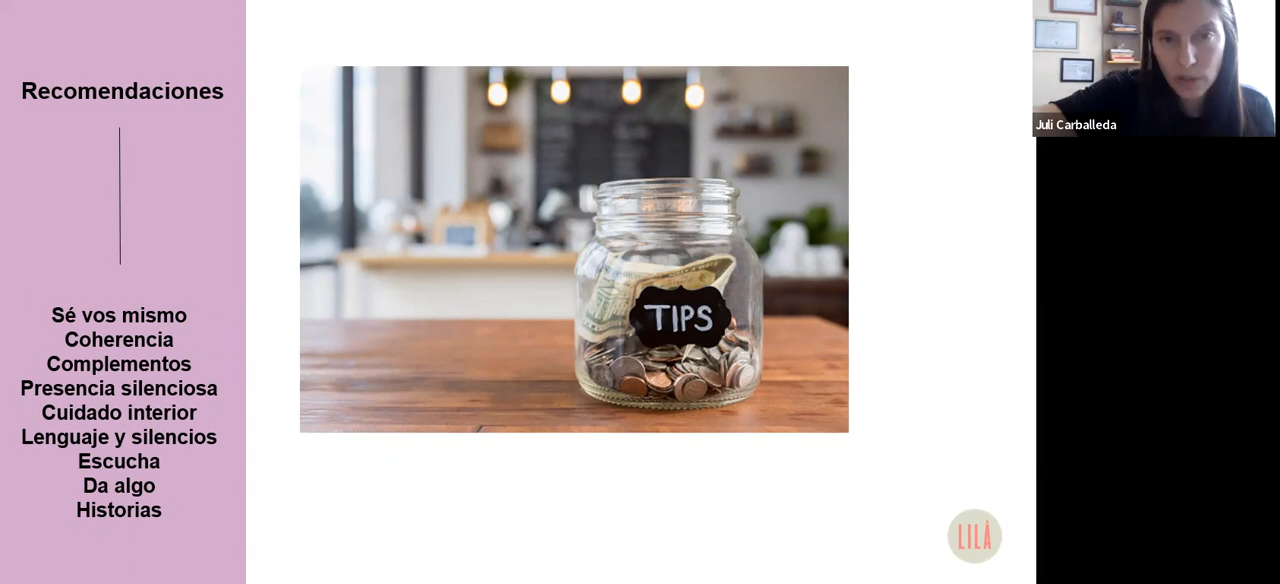 Recomendaciones
Sé vos mismo
Coherencia
Complementos
Presencia silenciosa
Cuidado interior
Lenguaje y silencios
Escucha
Da algo
Historias
TIPS
LILÀ
Juli Carballeda